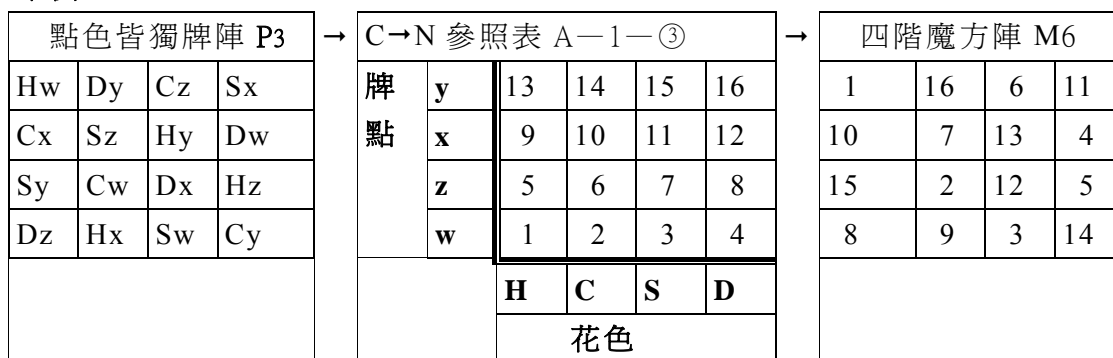 點色皆獨牌陣 P3 → C→N 參照表 A—1—③ → 四階魔方陣 M6
Hw Dy Cz Sx 牌 y 13 14 15 16 1 16 6 11
Cx Sz Hy Dw 點 x 9 10 11 12 10 7 13 4
Sy Cw Dx Hz z 5 6 7 8 15 2 12 5
Dz Hx Sw Cy w 1 2 3 4 8 9 3 14
H C S D
花色